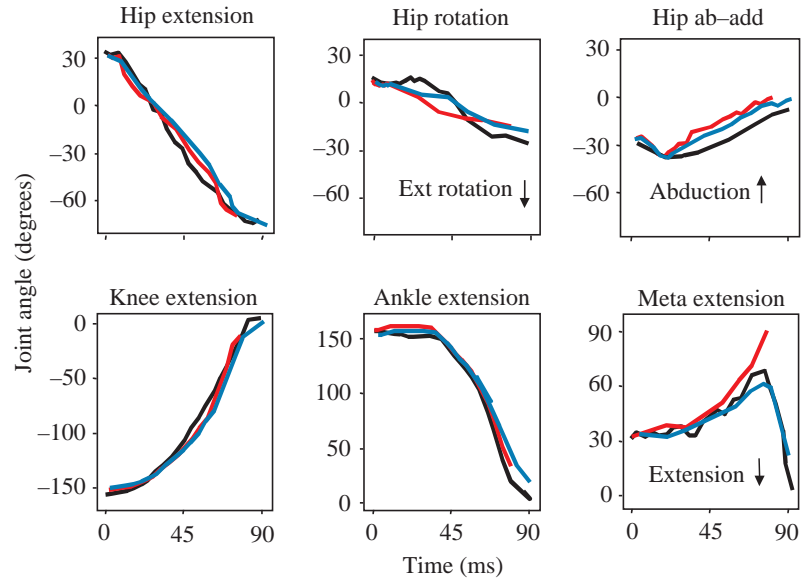 Hip extension
Hip rotation
Hip ab–add
30
0
–30
–60
30
0
–30
–60
Ext rotation
30
0
–30
–60
Abduction
Joint angle (degrees)
Knee extension
Ankle extension
Meta extension
0
–50
–100
–150
150
100
50
0
90
60
30
0
Extension
0 45 90
0 45 90
0 45 90
Time (ms)